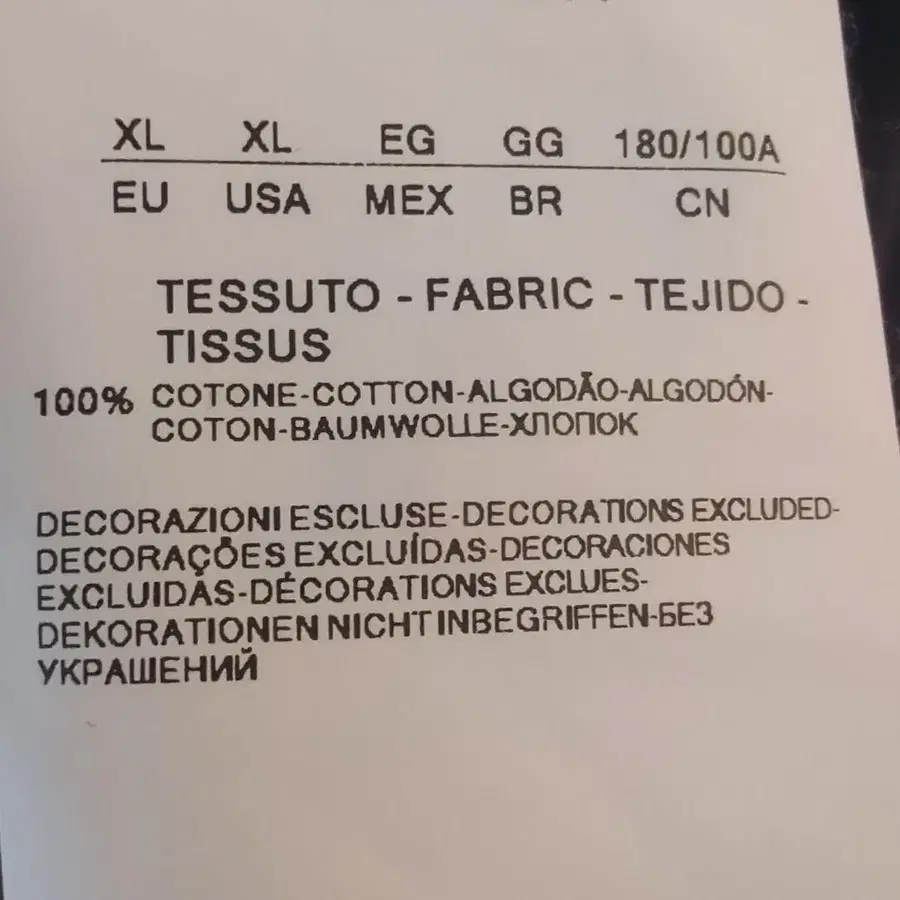 XL XL EG GG 180/100A
EU USA MEX BR CN
TESSUTO - FABRIC - TEJIDO -
TISSUS
100% COTONE-COTTON-ALGODÃO-ALGODÓN-
COTON-BAUMWOLLE-ХЛОПОК
DECORAZIONI ESCLUSE-DECORATIONS EXCLUDED-
DECORAÇÕES EXCLUÍDAS-DECORACIONES
EXCLUIDAS-DÉCORATIONS EXCLUES-
DEKORATIONEN NICHT INBEGRIFFEN-БЕЗ
УКРАШЕНИЙ